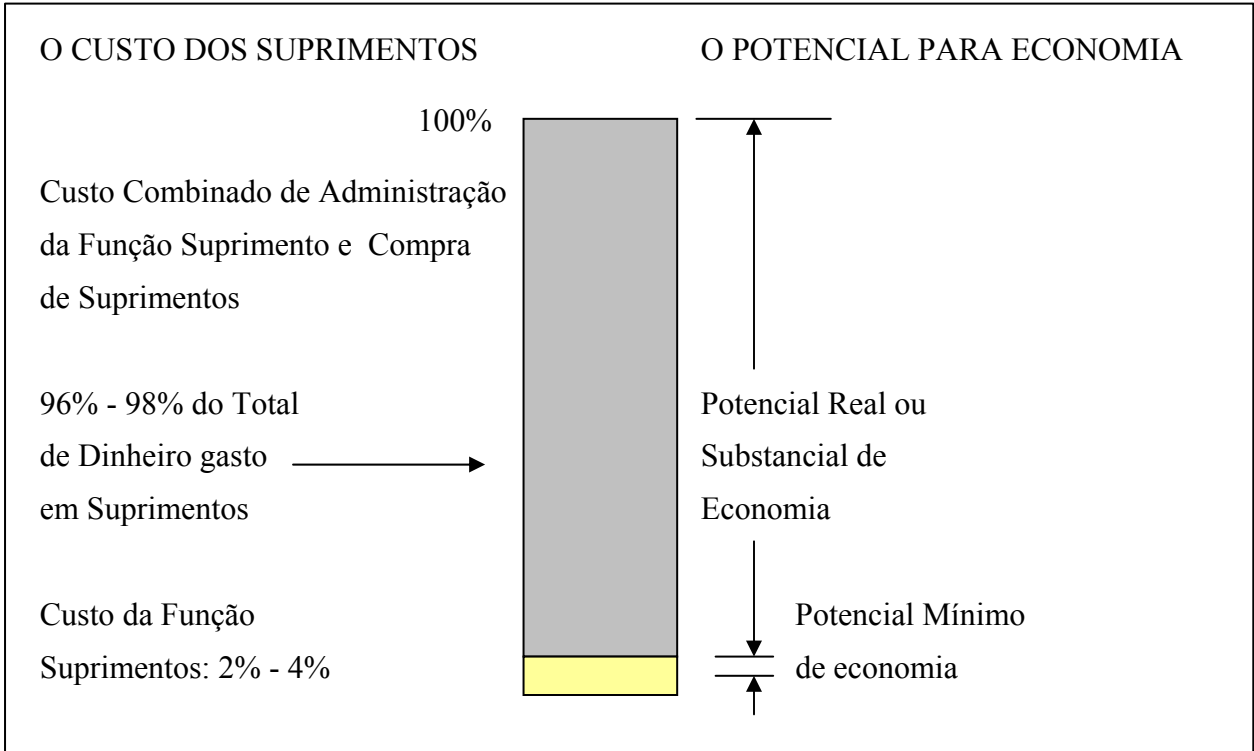 O CUSTO DOS SUPRIMENTOS
O POTENCIAL PARA ECONOMIA
100%
Custo Combinado de Administração
da Função Suprimento e Compra
de Suprimentos
96% - 98% do Total
de Dinheiro gasto
em Suprimentos
Potencial Real ou
Substancial de
Economia
Custo da Função
Suprimentos: 2% - 4%
Potencial Mínimo
de economia